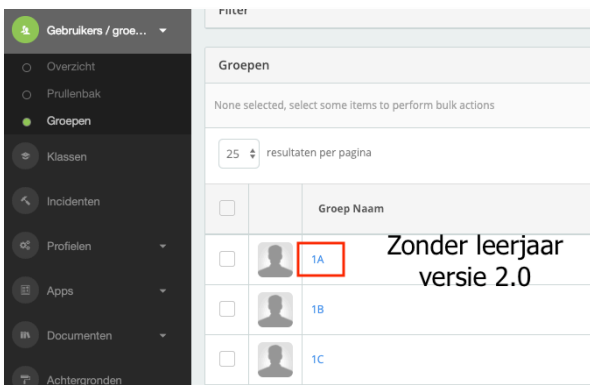 Filter
Gebruikers / groe...
Overzicht
Prullenbak
Groepen
Klassen
Incidenten
Profielen
Apps
Documenten
Achtergronden
Groepen
None selected, select some items to perform bulk actions
25 resultaten per pagina
Groep Naam
1A
Zonder leerjaar
versie 2.0
1B
1C